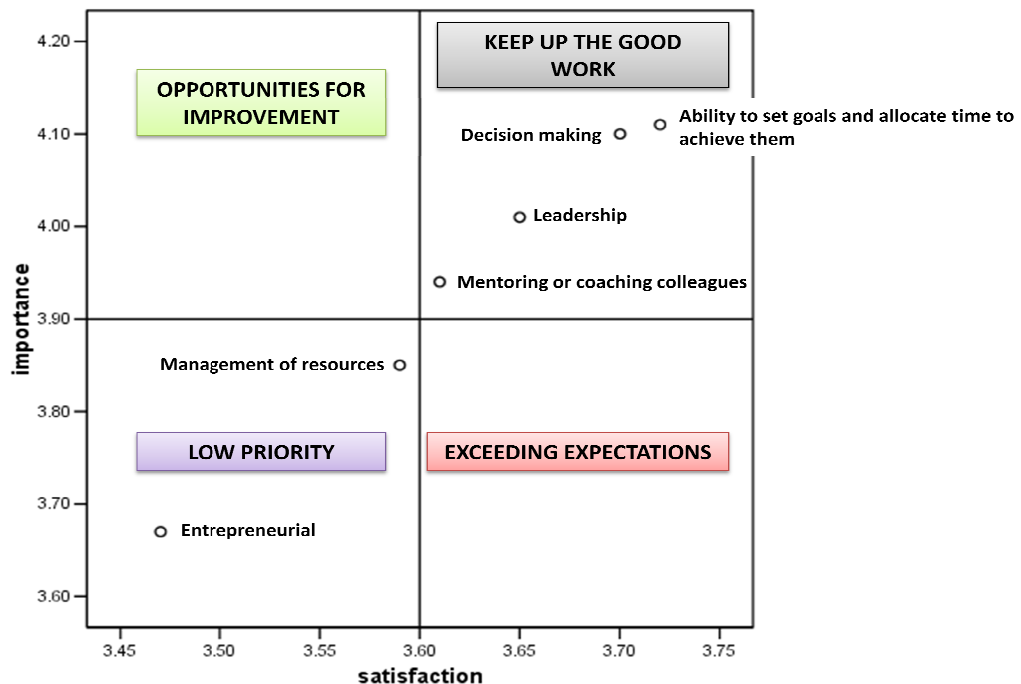 KEEP UP THE GOOD
WORK
OPPORTUNITIES FOR
IMPROVEMENT
Ability to set goals and allocate time to
achieve them
Decision making
Leadership
Mentoring or coaching colleagues
Management of resources
LOW PRIORITY
EXCEEDING EXPECTATIONS
Entrepreneurial
importance
4.20
4.10
4.00
3.90
3.80
3.70
3.60
3.45 3.50 3.55 3.60 3.65 3.70 3.75
satisfaction